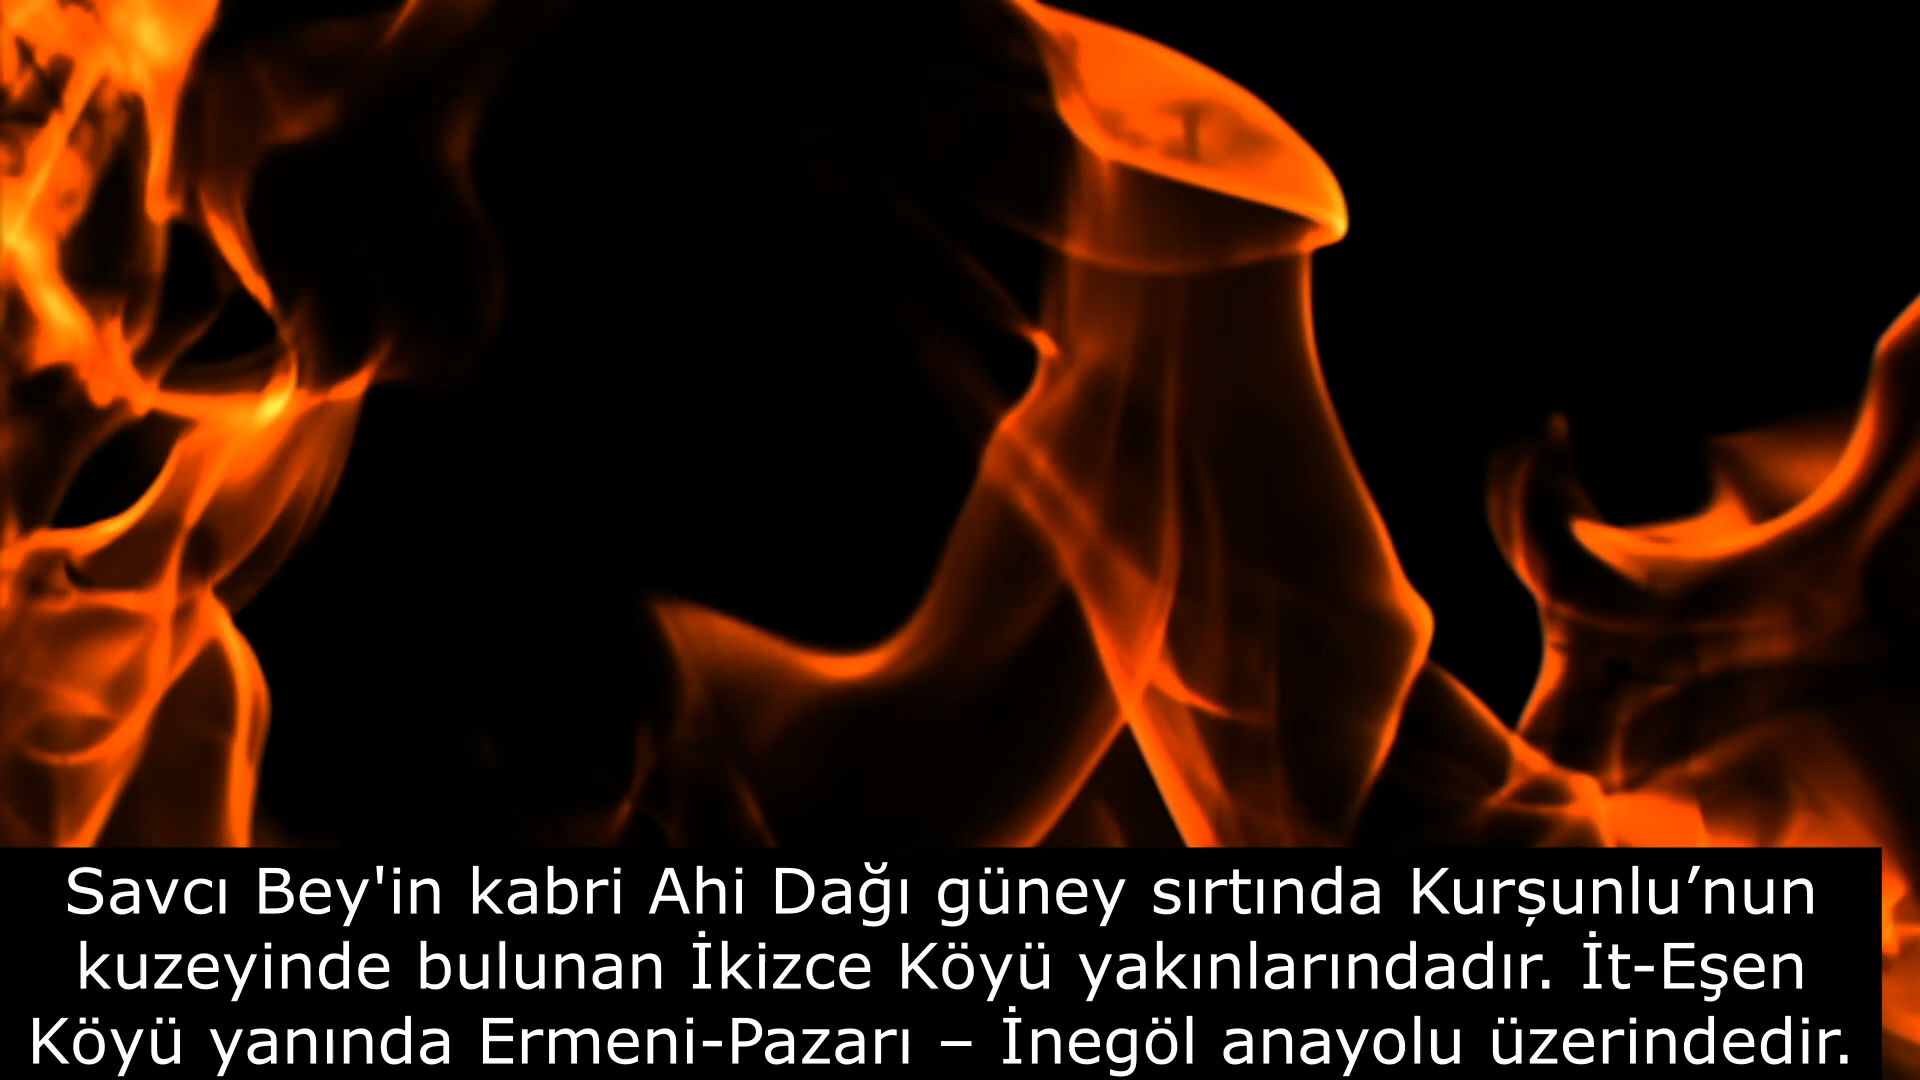 Savcı Bey'in kabri Ahi Dağı güney sırtında Kurșunlu’nun
kuzeyinde bulunan İkizce Köyü yakınlarındadır. İt-Eşen
Köyü yanında Ermeni-Pazarı – İnegöl anayolu üzerindedir.